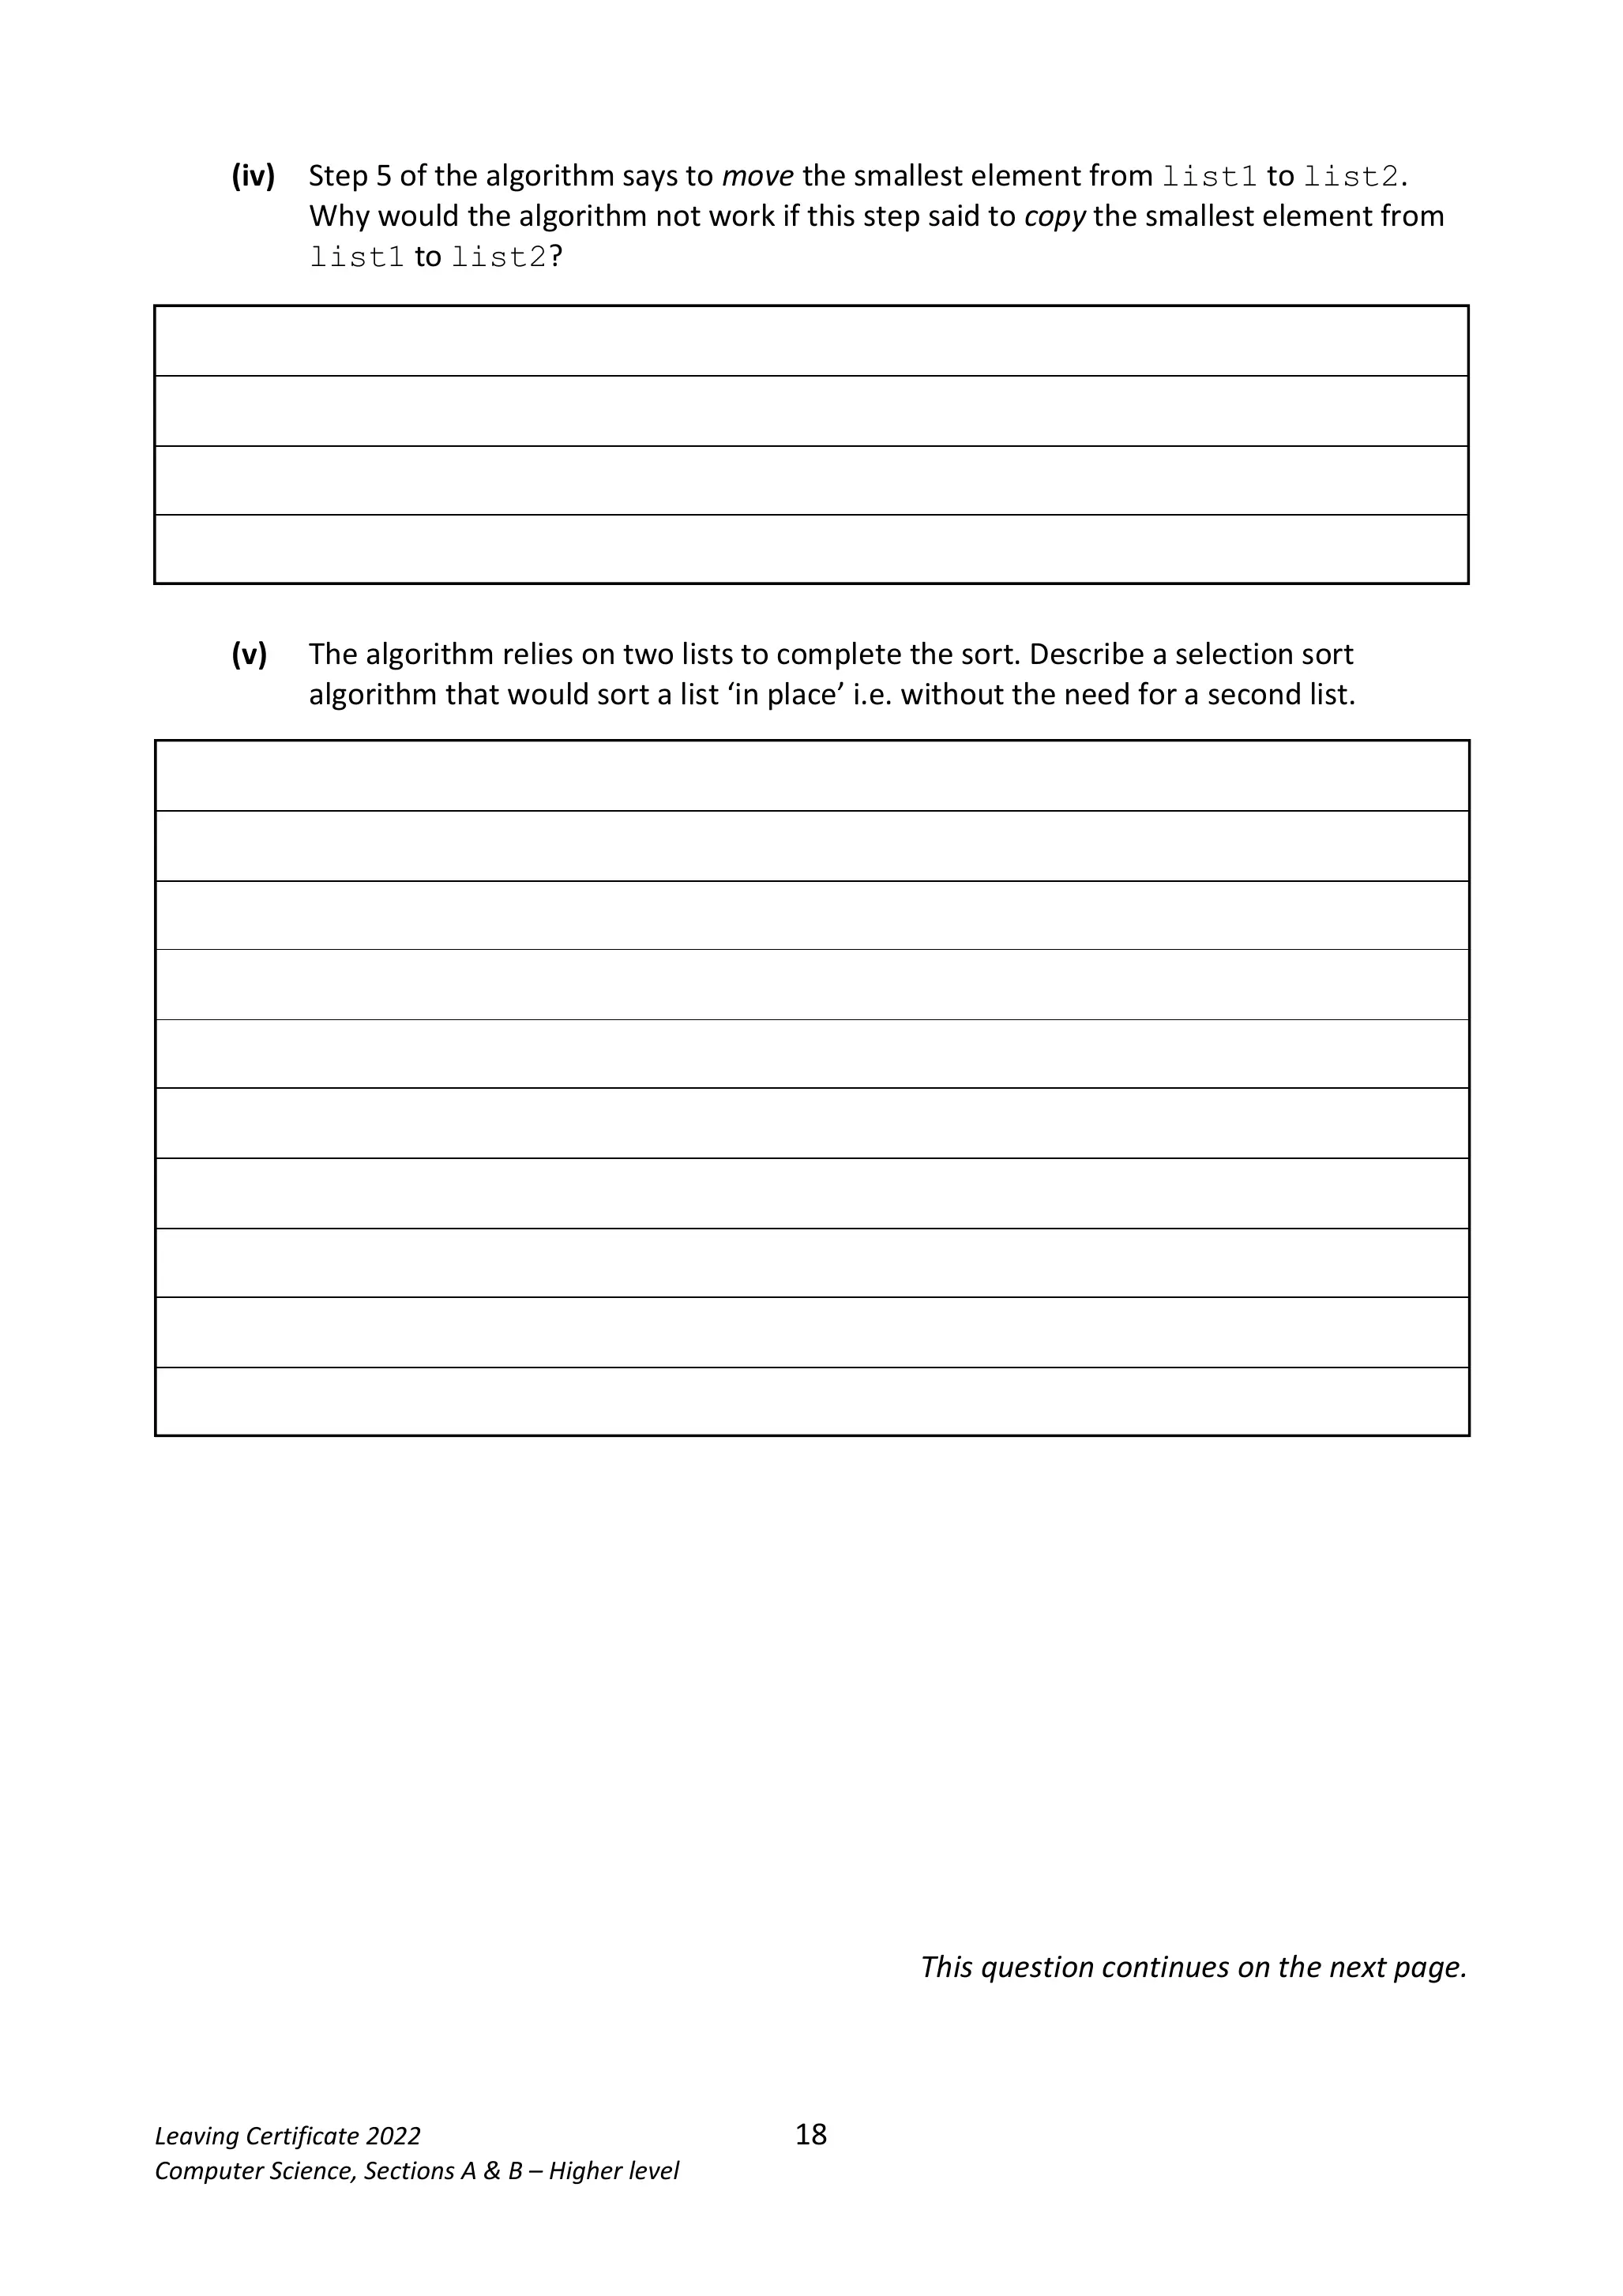 (iv) Step 5 of the algorithm says to move the smallest element from list1 to list2.
Why would the algorithm not work if this step said to copy the smallest element from
list1 to list2?
(v) The algorithm relies on two lists to complete the sort. Describe a selection sort
algorithm that would sort a list ‘in place’ i.e. without the need for a second list.
This question continues on the next page.
Leaving Certificate 2022
18
Computer Science, Sections A & B – Higher level